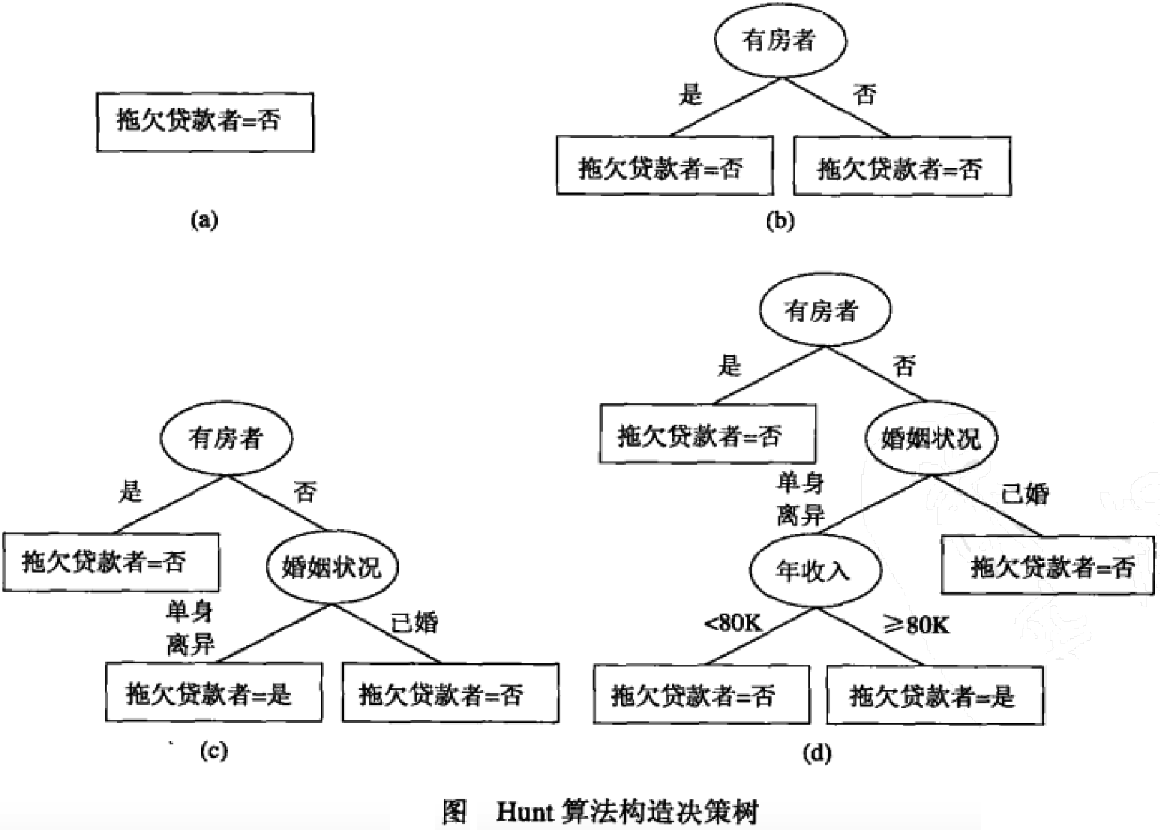 拖欠贷款者=否
(a)
有房者
是
否
拖欠贷款者=否
拖欠贷款者=否
(b)
有房者
是
否
拖欠贷款者=否
婚姻状况
单身
离异
已婚
拖欠贷款者=是
拖欠贷款者=否
(c)
有房者
是
否
拖欠贷款者=否
婚姻状况
单身
离异
已婚
年收入
拖欠贷款者=否
<80K
≥80K
拖欠贷款者=否
拖欠贷款者=是
(d)
图 Hunt 算法构造决策树